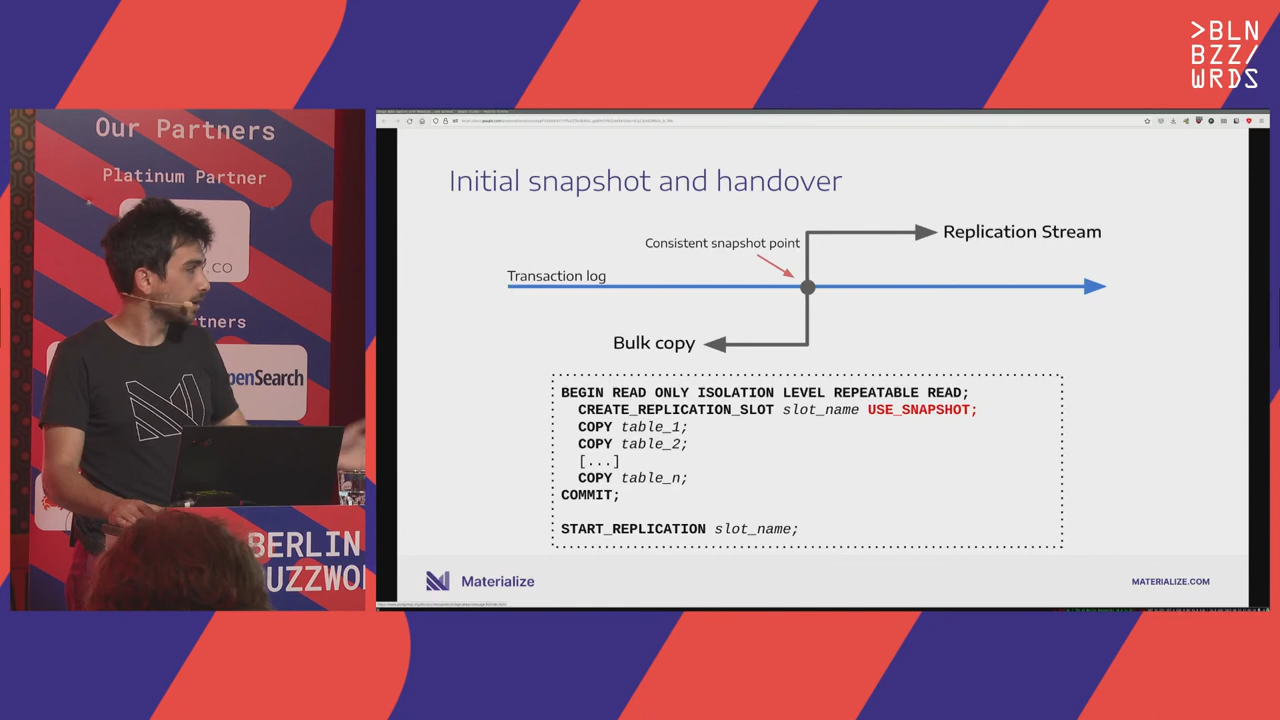 >BLN
BZZ/
WRDS
Our Partners
Platinum Partner
.CO
penSearch
BERLIN
UZZWO
Initial snapshot and handover
Replication Stream
Consistent snapshot point
Transaction log
Bulk copy
BEGIN READ ONLY ISOLATION LEVEL REPEATABLE READ;
CREATE_REPLICATION_SLOT slot_name USE_SNAPSHOT;
COPY table_1;
COPY table_2;
[...]
COPY table_n;
COMMIT;
START_REPLICATION slot_name;
Materialize
MATERIALIZE.COM